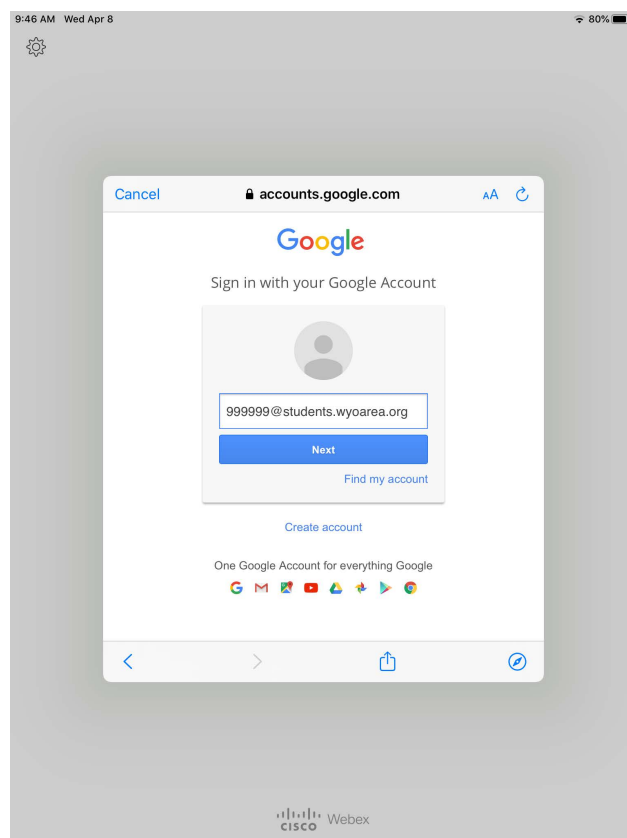 9:46 AM Wed Apr 8 80%
Cancel accounts.google.com AA
Google
Sign in with your Google Account
999999@students.wyoarea.org
Next
Find my account
Create account
One Google Account for everything Google
CISCO Webex